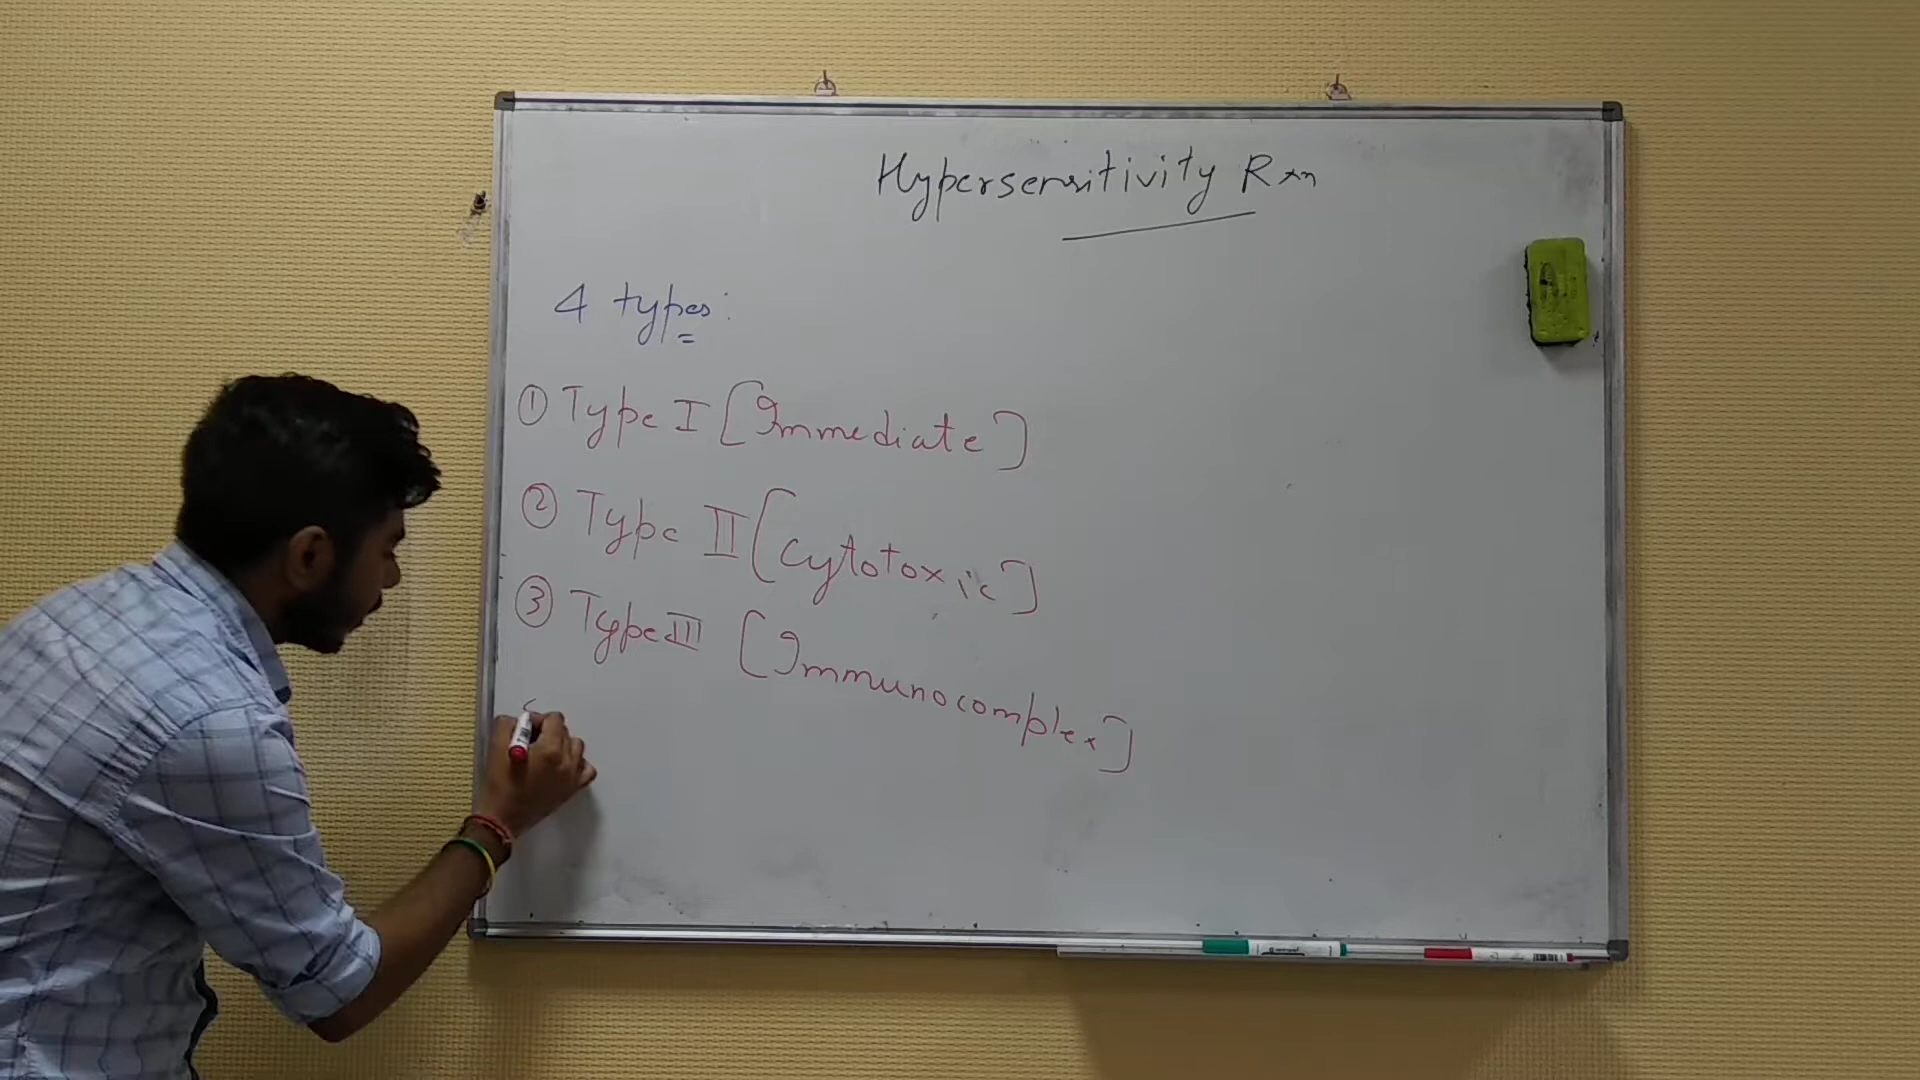 Hypersensitivity Rxn
4 types:
① Type I [Immediate]
② Type II [Cytotoxic]
③ Type III [Immunocomplex]